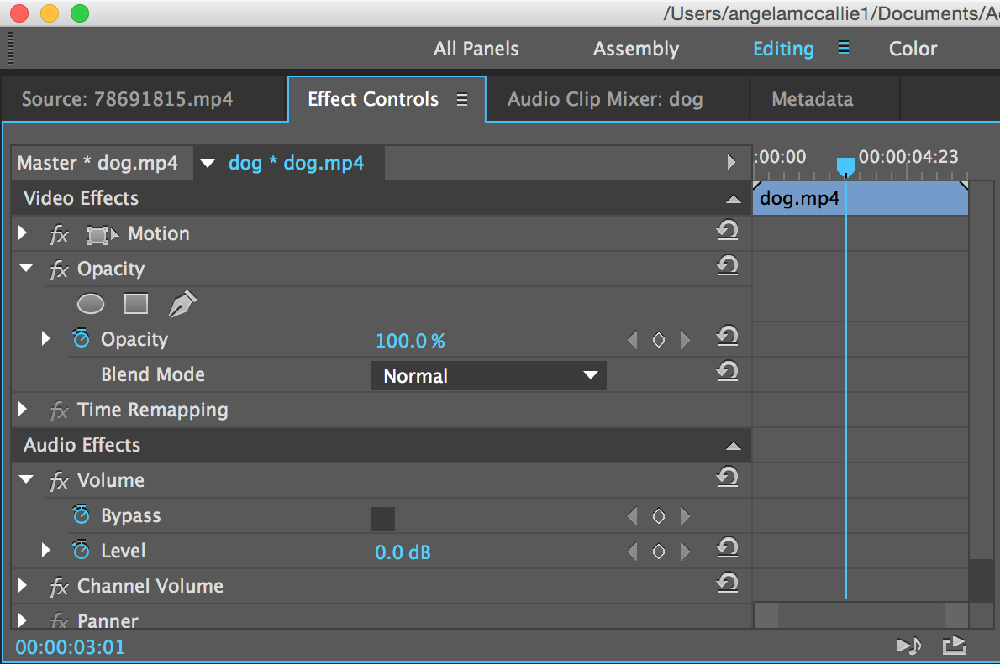 /Users/angelamccallie1/Documents/A
All Panels Assembly Editing Color
Source: 78691815.mp4 Effect Controls Audio Clip Mixer: dog Metadata
Master * dog.mp4 dog * dog.mp4 :00:00 00:00:04:23
Video Effects dog.mp4
fx Motion
fx Opacity
Opacity 100.0 %
Blend Mode Normal
fx Time Remapping
Audio Effects
fx Volume
Bypass
Level 0.0 dB
fx Channel Volume
fx Panner
00:00:03:01